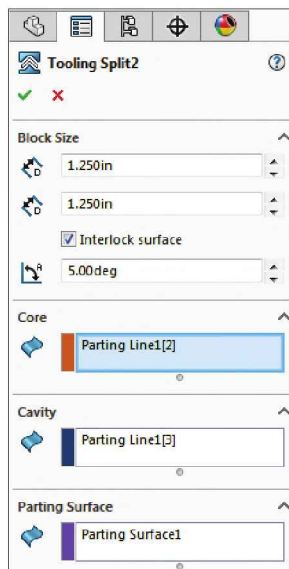 Tooling Split2
Block Size
1.250in
1.250in
Interlock surface
5.00deg
Core
Parting Line1[2]
Cavity
Parting Line1[3]
Parting Surface
Parting Surface1